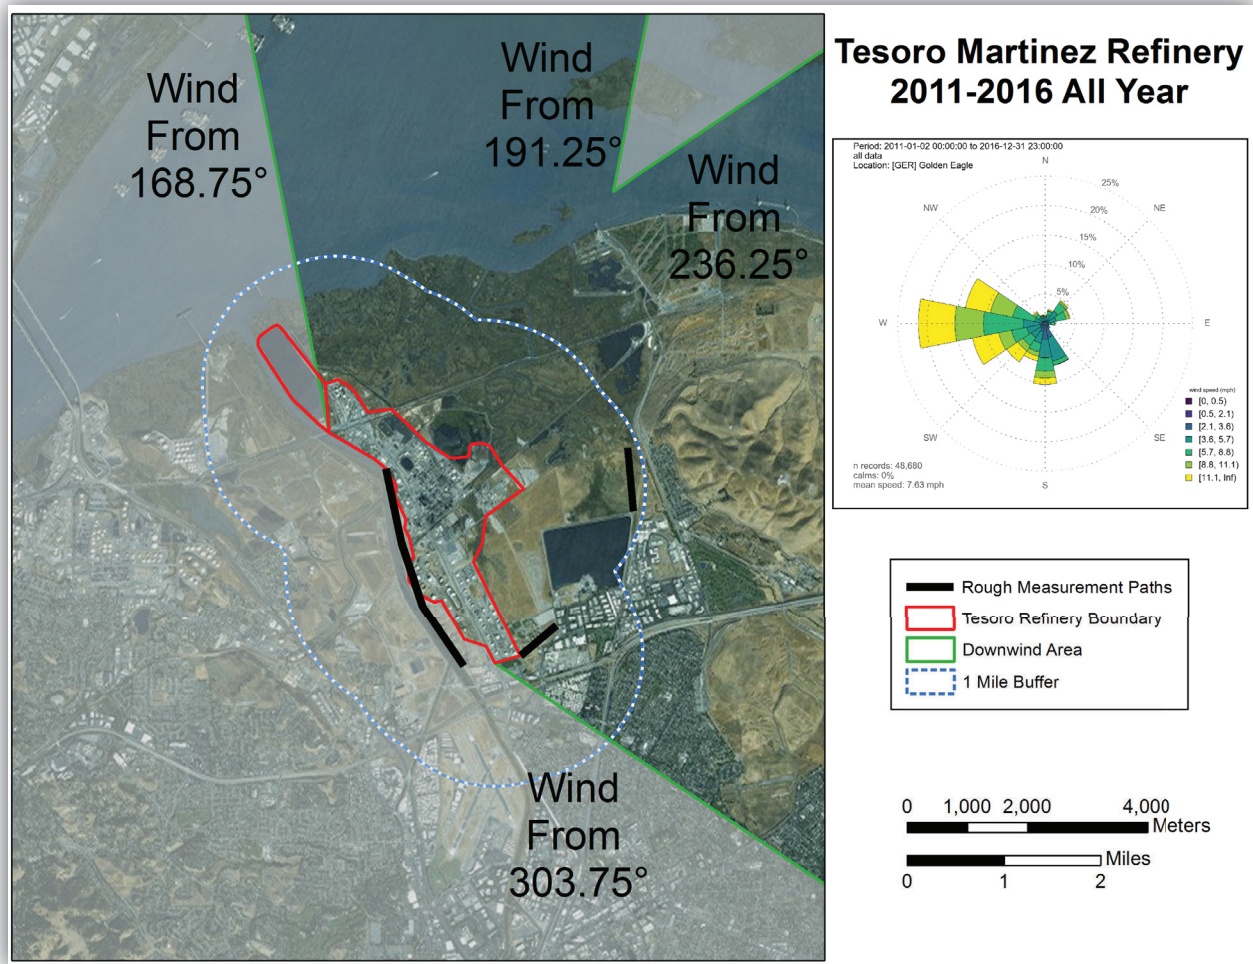 Wind
From
168.75°
Wind
From
191.25°
Wind
From
236.25°
Wind
From
303.75°
Tesoro Martinez Refinery
2011-2016 All Year
Period: 2011-01-02 00:00:00 to 2016-12-31 23:00:00
all data
Location: [GER] Golden Eagle
N
25%
NW
NE
20%
15%
10%
5%
W
E
SW
SE
S
wind speed (mph)
[0, 0.5)
[0.5, 2.1)
[2.1, 3.6)
[3.6, 5.7)
[5.7, 8.8)
[8.8, 11.1)
[11.1, Inf)
n records: 48,680
calms: 0%
mean speed: 7.63 mph
Rough Measurement Paths
Tesoro Refinery Boundary
Downwind Area
1 Mile Buffer
0 1,000 2,000 4,000
Meters
Miles
0 1 2